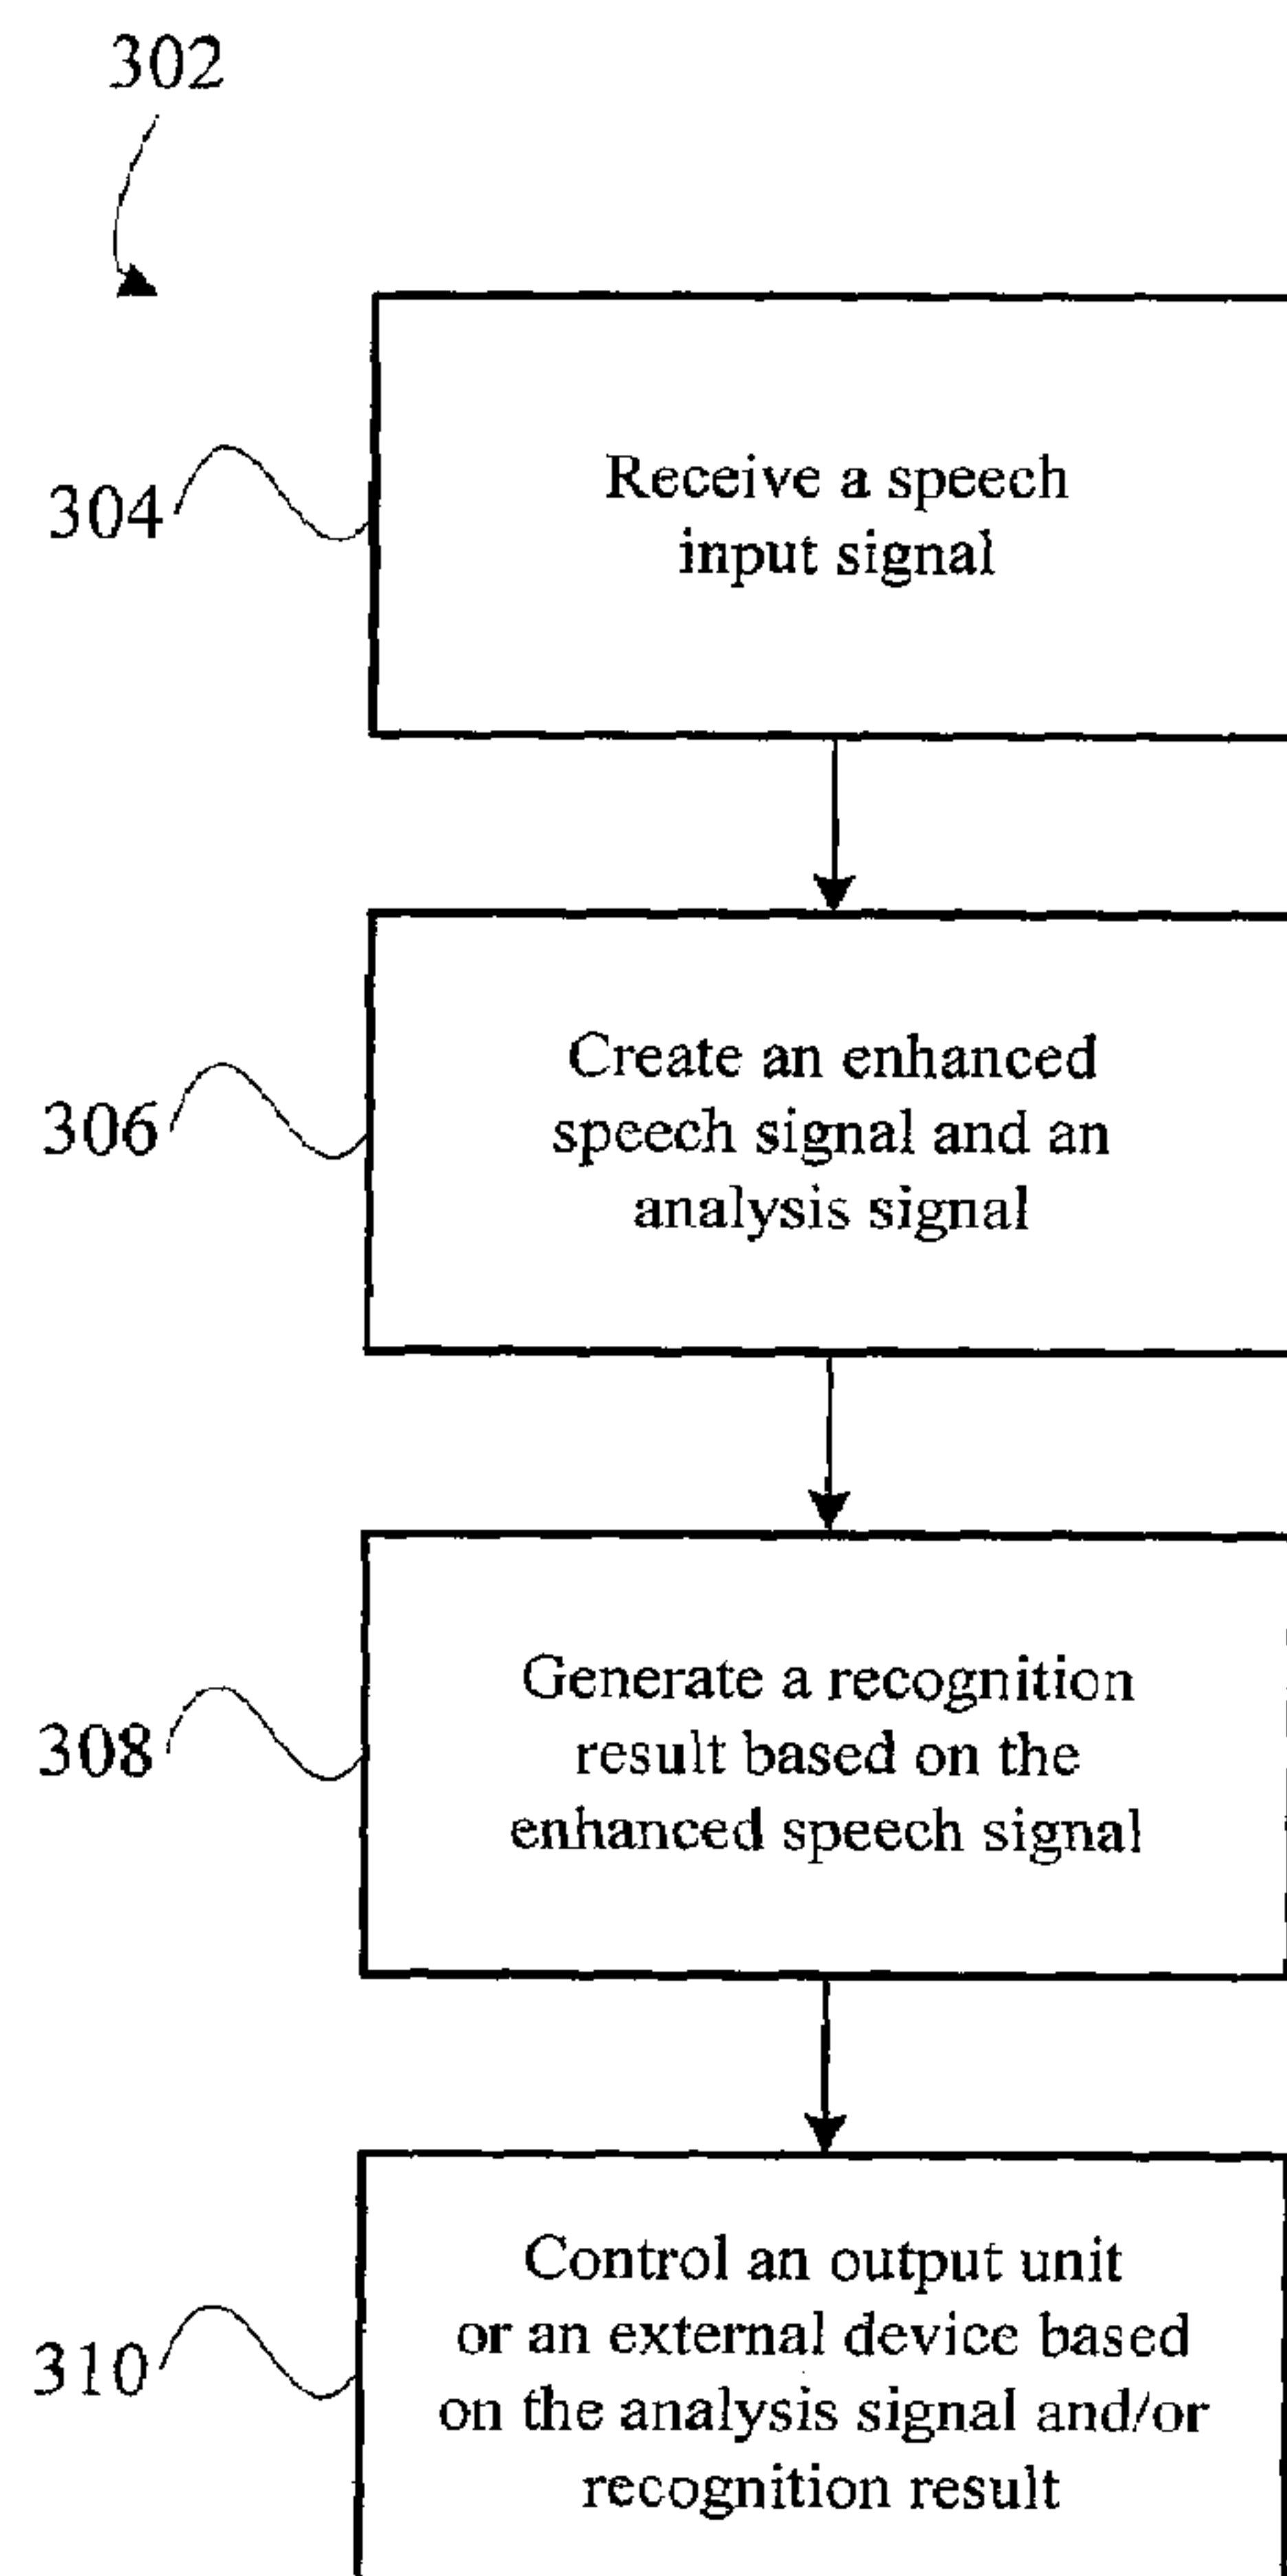 302
304
Receive a speech
input signal
306
Create an enhanced
speech signal and an
analysis signal
308
Generate a recognition
result based on the
enhanced speech signal
310
Control an output unit
or an external device based
on the analysis signal and/or
recognition result